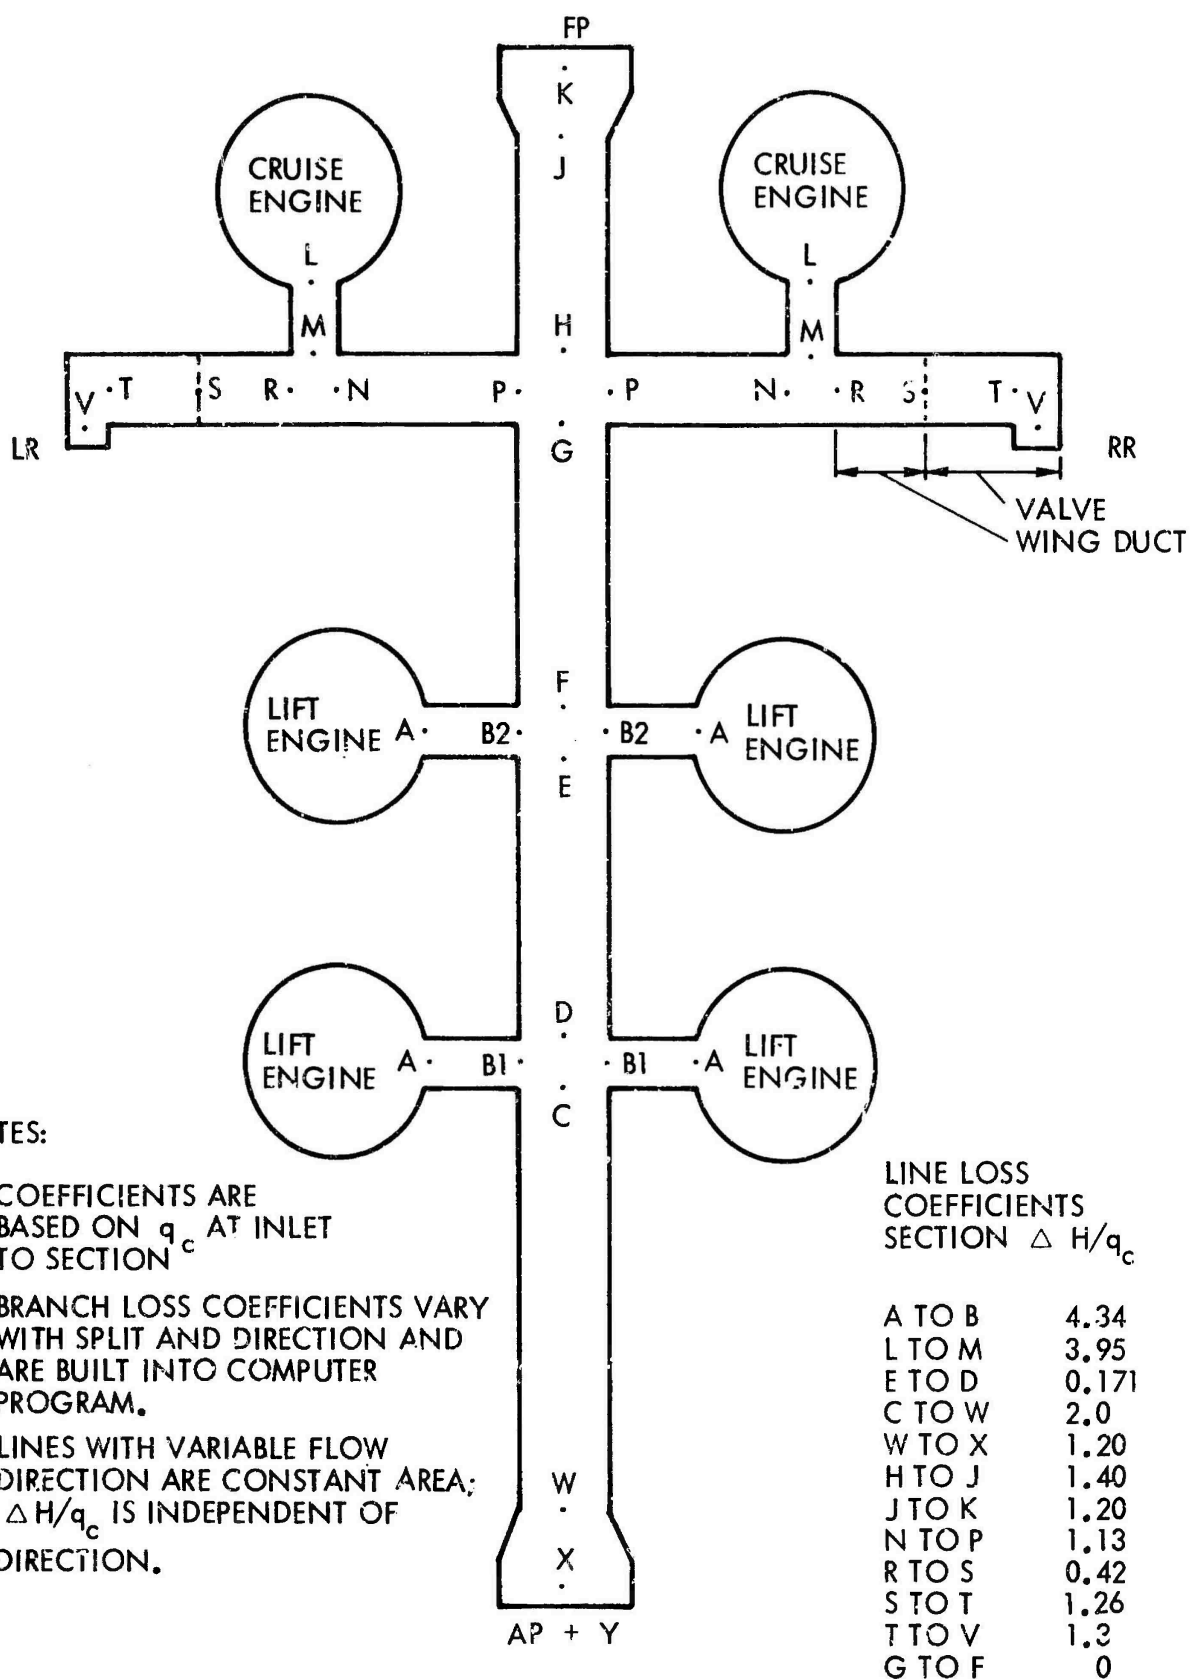 FP
K
J
CRUISE
ENGINE
L
M
CRUISE
ENGINE
L
M
H
V T S R N P P N R S T V
G
LR
RR
VALVE
WING DUCT
F
LIFT
ENGINE
A B2 B2 A
LIFT
ENGINE
E
D
LIFT
ENGINE
A B1 B1 A
LIFT
ENGINE
C
TES:
COEFFICIENTS ARE
BASED ON qc AT INLET
TO SECTION
BRANCH LOSS COEFFICIENTS VARY
WITH SPLIT AND DIRECTION AND
ARE BUILT INTO COMPUTER
PROGRAM.
LINES WITH VARIABLE FLOW
DIRECTION ARE CONSTANT AREA;
△ H/qc IS INDEPENDENT OF
DIRECTION.
W
X
AP + Y
LINE LOSS
COEFFICIENTS
SECTION △ H/qc
A TO B 4.34
L TO M 3.95
E TO D 0.171
C TO W 2.0
W TO X 1.20
H TO J 1.40
J TO K 1.20
N TO P 1.13
R TO S 0.42
S TO T 1.26
T TO V 1.3
G TO F 0